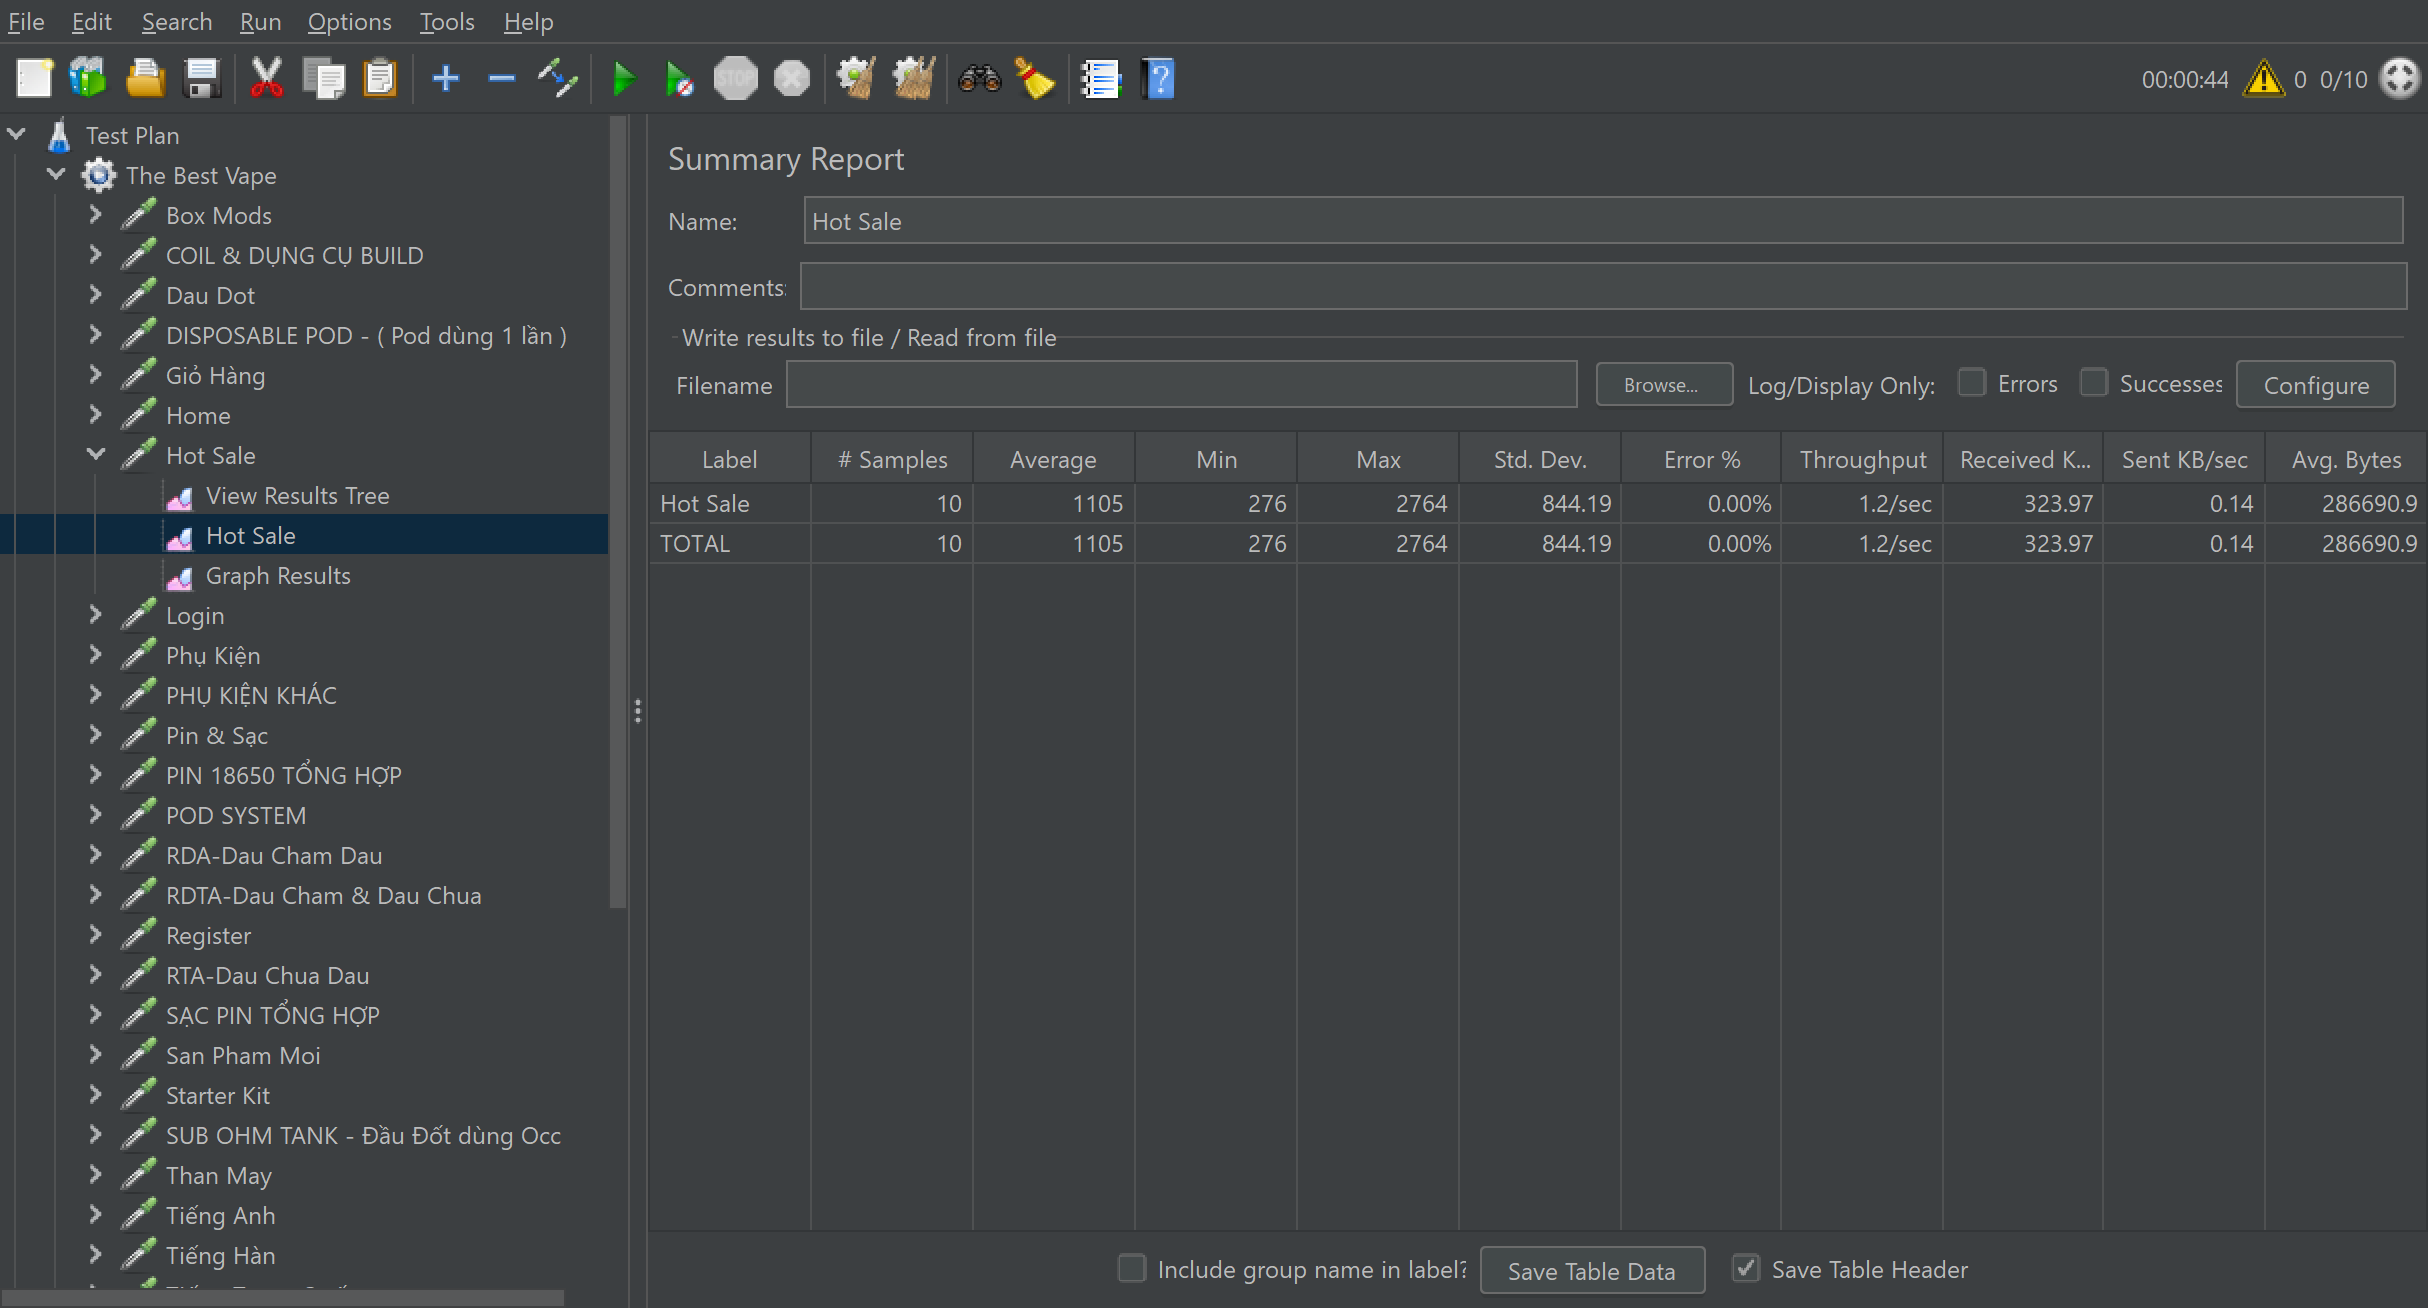 File Edit Search Run Options Tools Help
STOP
00:00:44 0 0/10
Test Plan
The Best Vape
Box Mods
COIL & DỤNG CỤ BUILD
Dau Dot
DISPOSABLE POD - ( Pod dùng 1 lần )
Giỏ Hàng
Home
Hot Sale
View Results Tree
Hot Sale
Graph Results
Login
Phụ Kiện
PHỤ KIỆN KHÁC
Pin & Sạc
PIN 18650 TỔNG HỢP
POD SYSTEM
RDA-Dau Cham Dau
RDTA-Dau Cham & Dau Chua
Register
RTA-Dau Chua Dau
SẠC PIN TỔNG HỢP
San Pham Moi
Starter Kit
SUB OHM TANK - Đầu Đốt dùng Occ
Than May
Tiếng Anh
Tiếng Hàn
Summary Report
Name: Hot Sale
Comments:
Write results to file / Read from file
Filename Browse... Log/Display Only: Errors Successes Configure
Label # Samples Average Min Max Std. Dev. Error % Throughput Received K... Sent KB/sec Avg. Bytes
Hot Sale 10 1105 276 2764 844.19 0.00% 1.2/sec 323.97 0.14 286690.9
TOTAL 10 1105 276 2764 844.19 0.00% 1.2/sec 323.97 0.14 286690.9
Include group name in label? Save Table Data Save Table Header